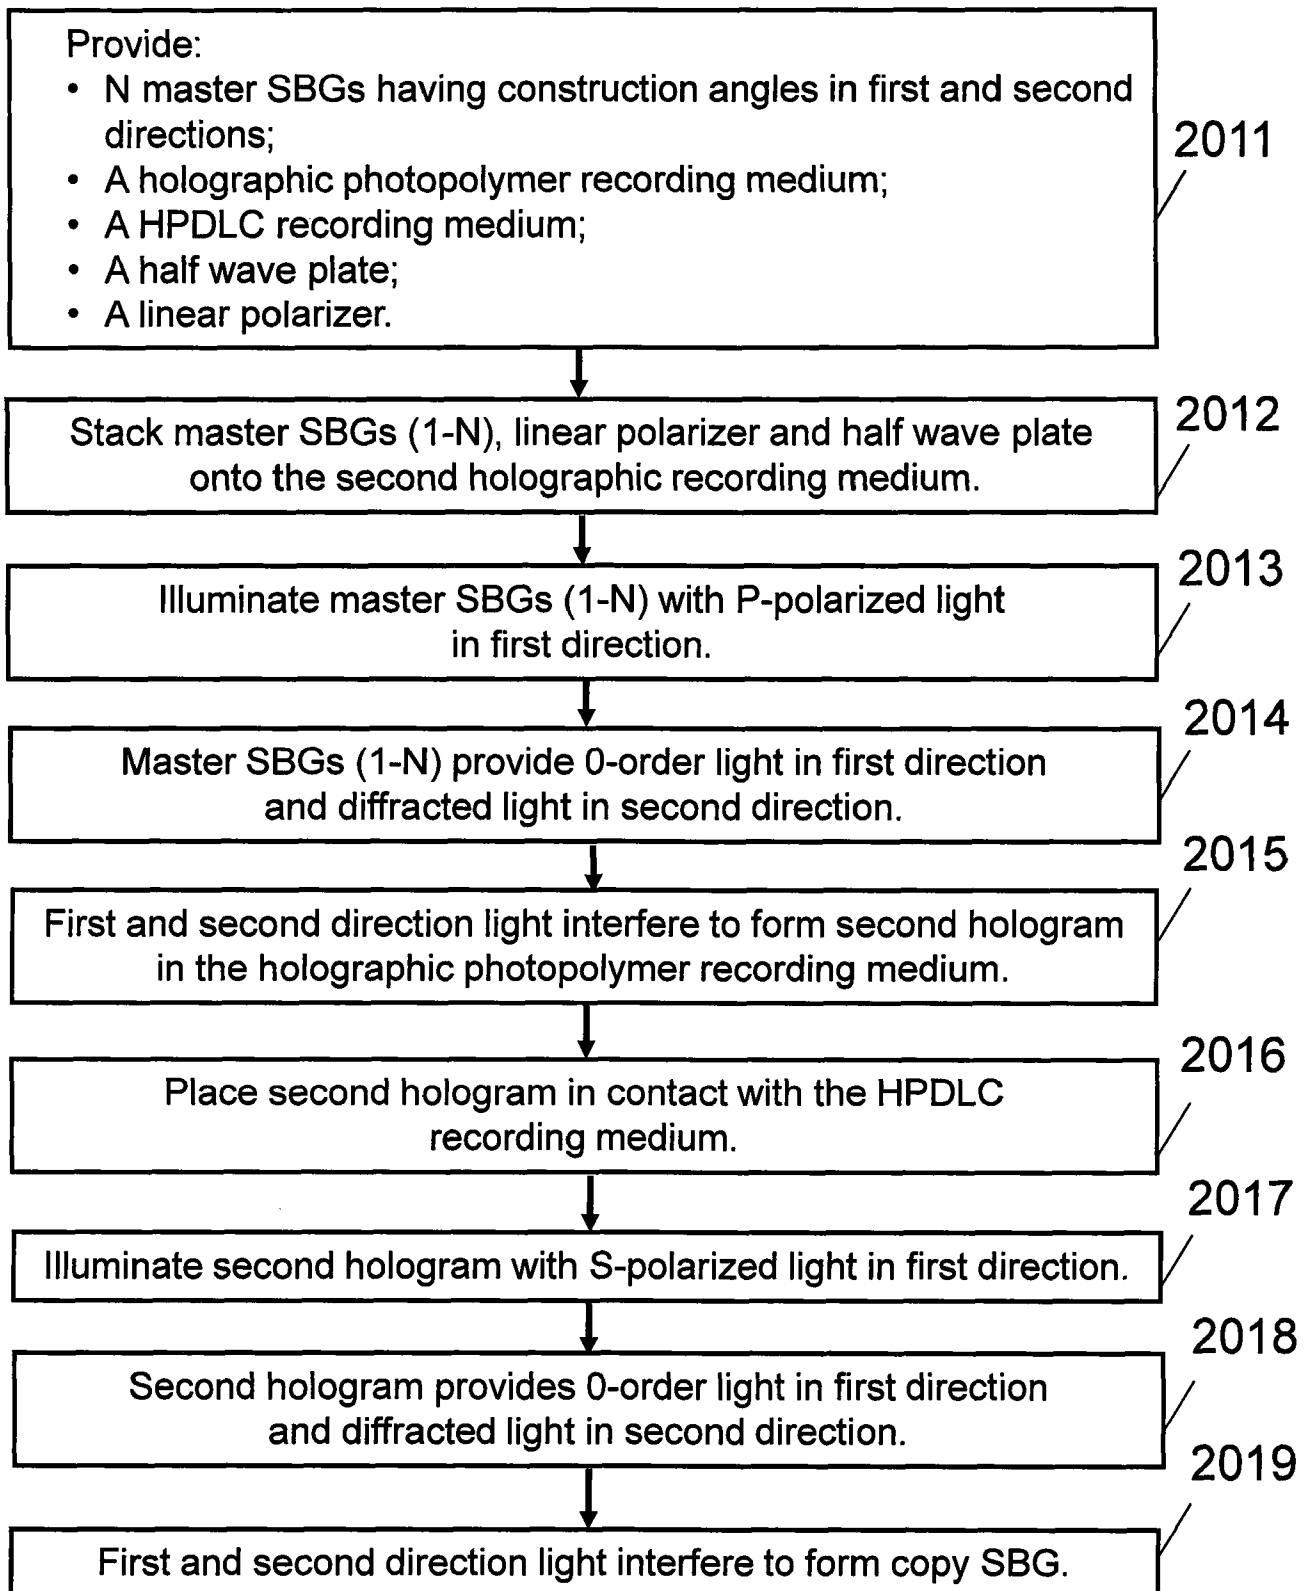 Provide:
• N master SBGs having construction angles in first and second
directions;
• A holographic photopolymer recording medium;
• A HPDLC recording medium;
• A half wave plate;
• A linear polarizer.
2011
Stack master SBGs (1-N), linear polarizer and half wave plate
onto the second holographic recording medium.
2012
Illuminate master SBGs (1-N) with P-polarized light
in first direction.
2013
Master SBGs (1-N) provide 0-order light in first direction
and diffracted light in second direction.
2014
First and second direction light interfere to form second hologram
in the holographic photopolymer recording medium.
2015
Place second hologram in contact with the HPDLC
recording medium.
2016
Illuminate second hologram with S-polarized light in first direction.
2017
Second hologram provides 0-order light in first direction
and diffracted light in second direction.
2018
First and second direction light interfere to form copy SBG.
2019